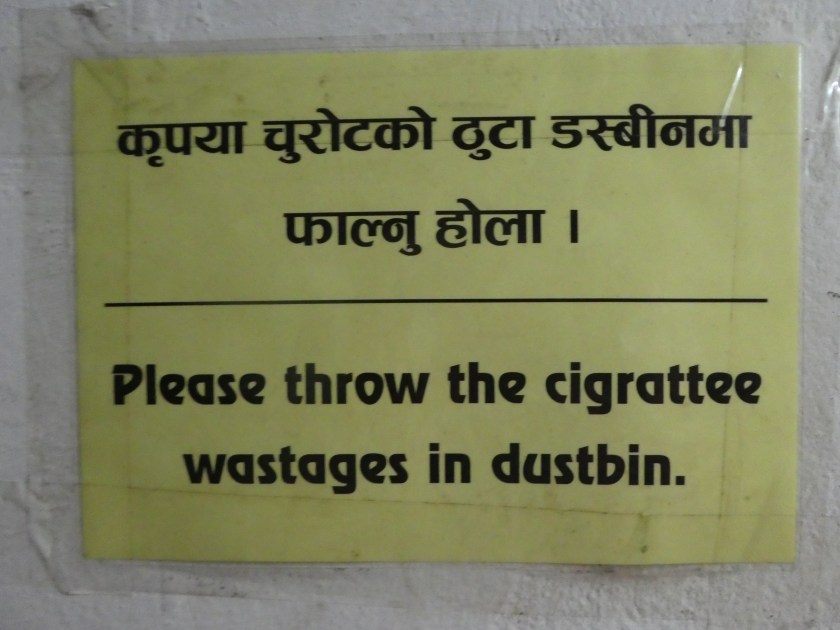 कृपया चुरोटको ठुटा डस्बीनमा
फाल्नु होला ।
Please throw the cigrattee
wastages in dustbin.